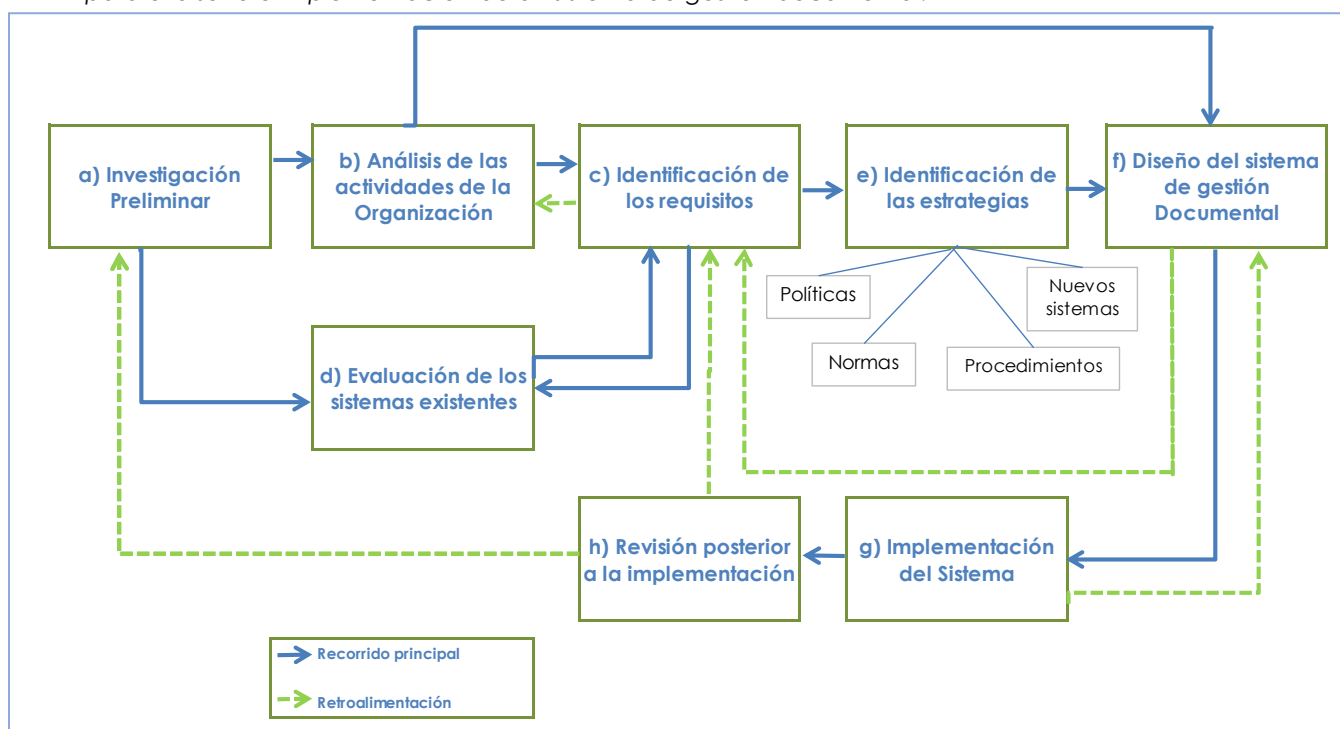 a) Investigación
Preliminar
b) Análisis de las
actividades de la
Organización
c) Identificación de
los requisitos
e) Identificación de
las estrategias
f) Diseño del sistema
de gestión
Documental
Políticas
Nuevos
sistemas
Normas
Procedimientos
d) Evaluación de los
sistemas existentes
h) Revisión posterior
a la implementación
g) Implementación
del Sistema
Recorrido principal
Retroalimentación